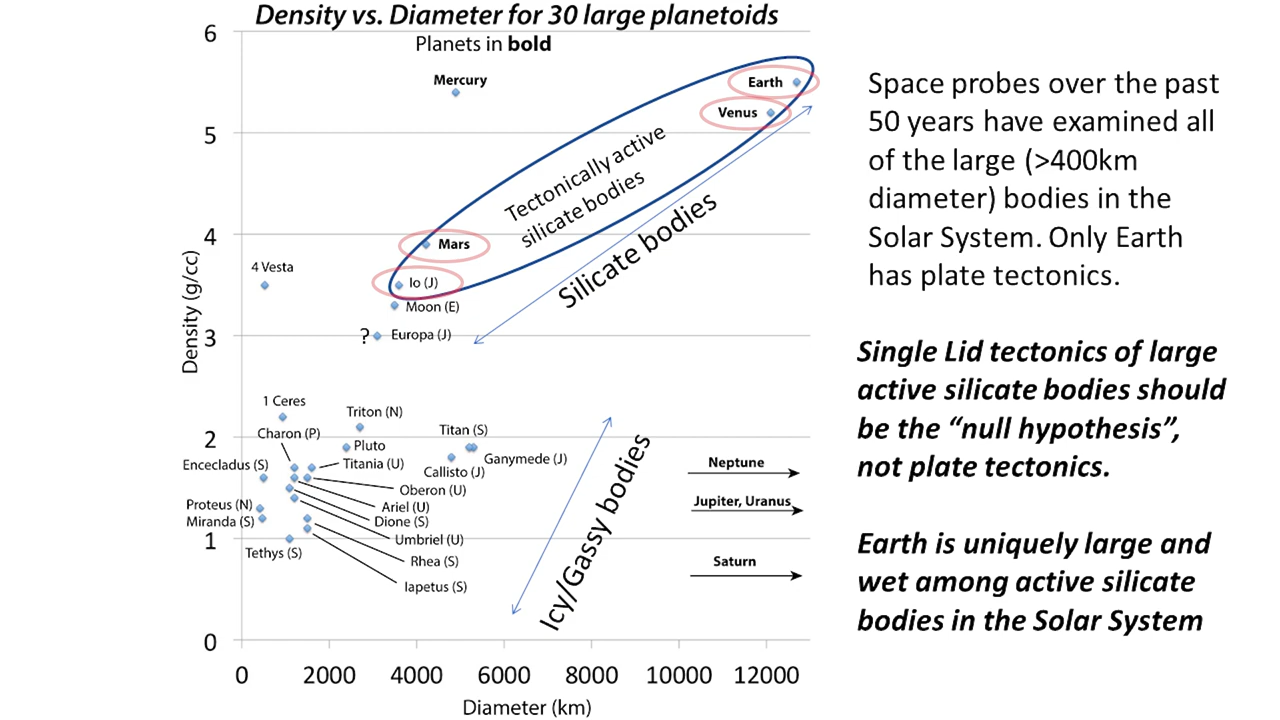 Density vs. Diameter for 30 large planetoids
Planets in bold
6
5
4
3
2
1
0
Density (g/cc)
0 2000 4000 6000 8000 10000 12000
Diameter (km)
Mercury
Earth
Venus
Tectonically active
silicate bodies
Silicate bodies
Mars
4 Vesta
Io (J)
Moon (E)
? Europa (J)
1 Ceres
Triton (N)
Charon (P)
Pluto
Titan (S)
Encecladus (S)
Titania (U)
Ganymede (J)
Callisto (J)
Oberon (U)
Proteus (N)
Ariel (U)
Miranda (S)
Dione (S)
Umbriel (U)
Tethys (S)
Rhea (S)
Iapetus (S)
Icy/Gassy bodies
Neptune
Jupiter, Uranus
Saturn
Space probes over the past
50 years have examined all
of the large (>400km
diameter) bodies in the
Solar System. Only Earth
has plate tectonics.
Single Lid tectonics of large
active silicate bodies should
be the “null hypothesis”,
not plate tectonics.
Earth is uniquely large and
wet among active silicate
bodies in the Solar System